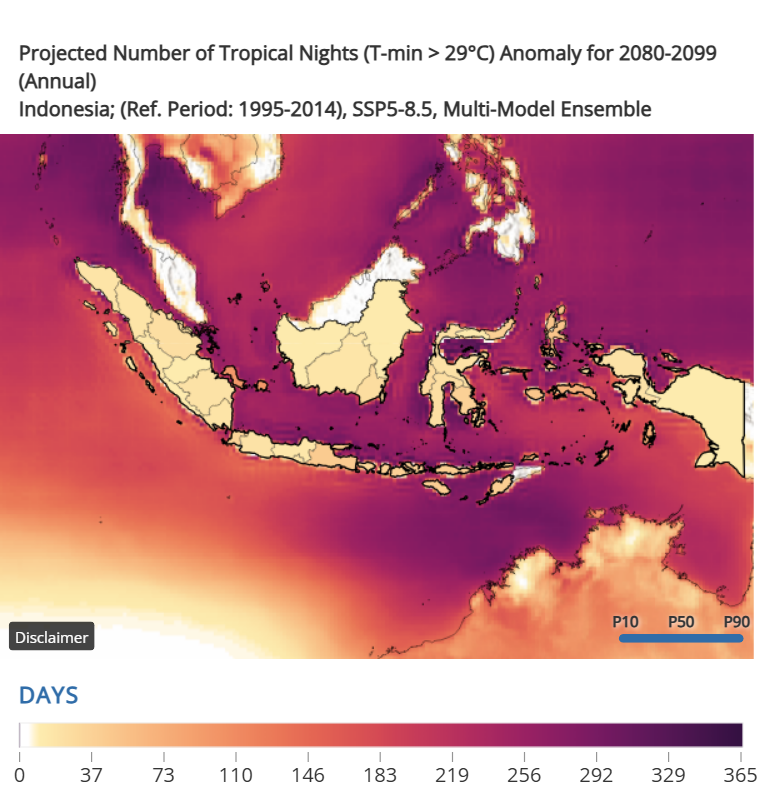 Projected Number of Tropical Nights (T-min > 29°C) Anomaly for 2080-2099
(Annual)
Indonesia; (Ref. Period: 1995-2014), SSP5-8.5, Multi-Model Ensemble
P10 P50 P90
Disclaimer
DAYS
0 37 73 110 146 183 219 256 292 329 365